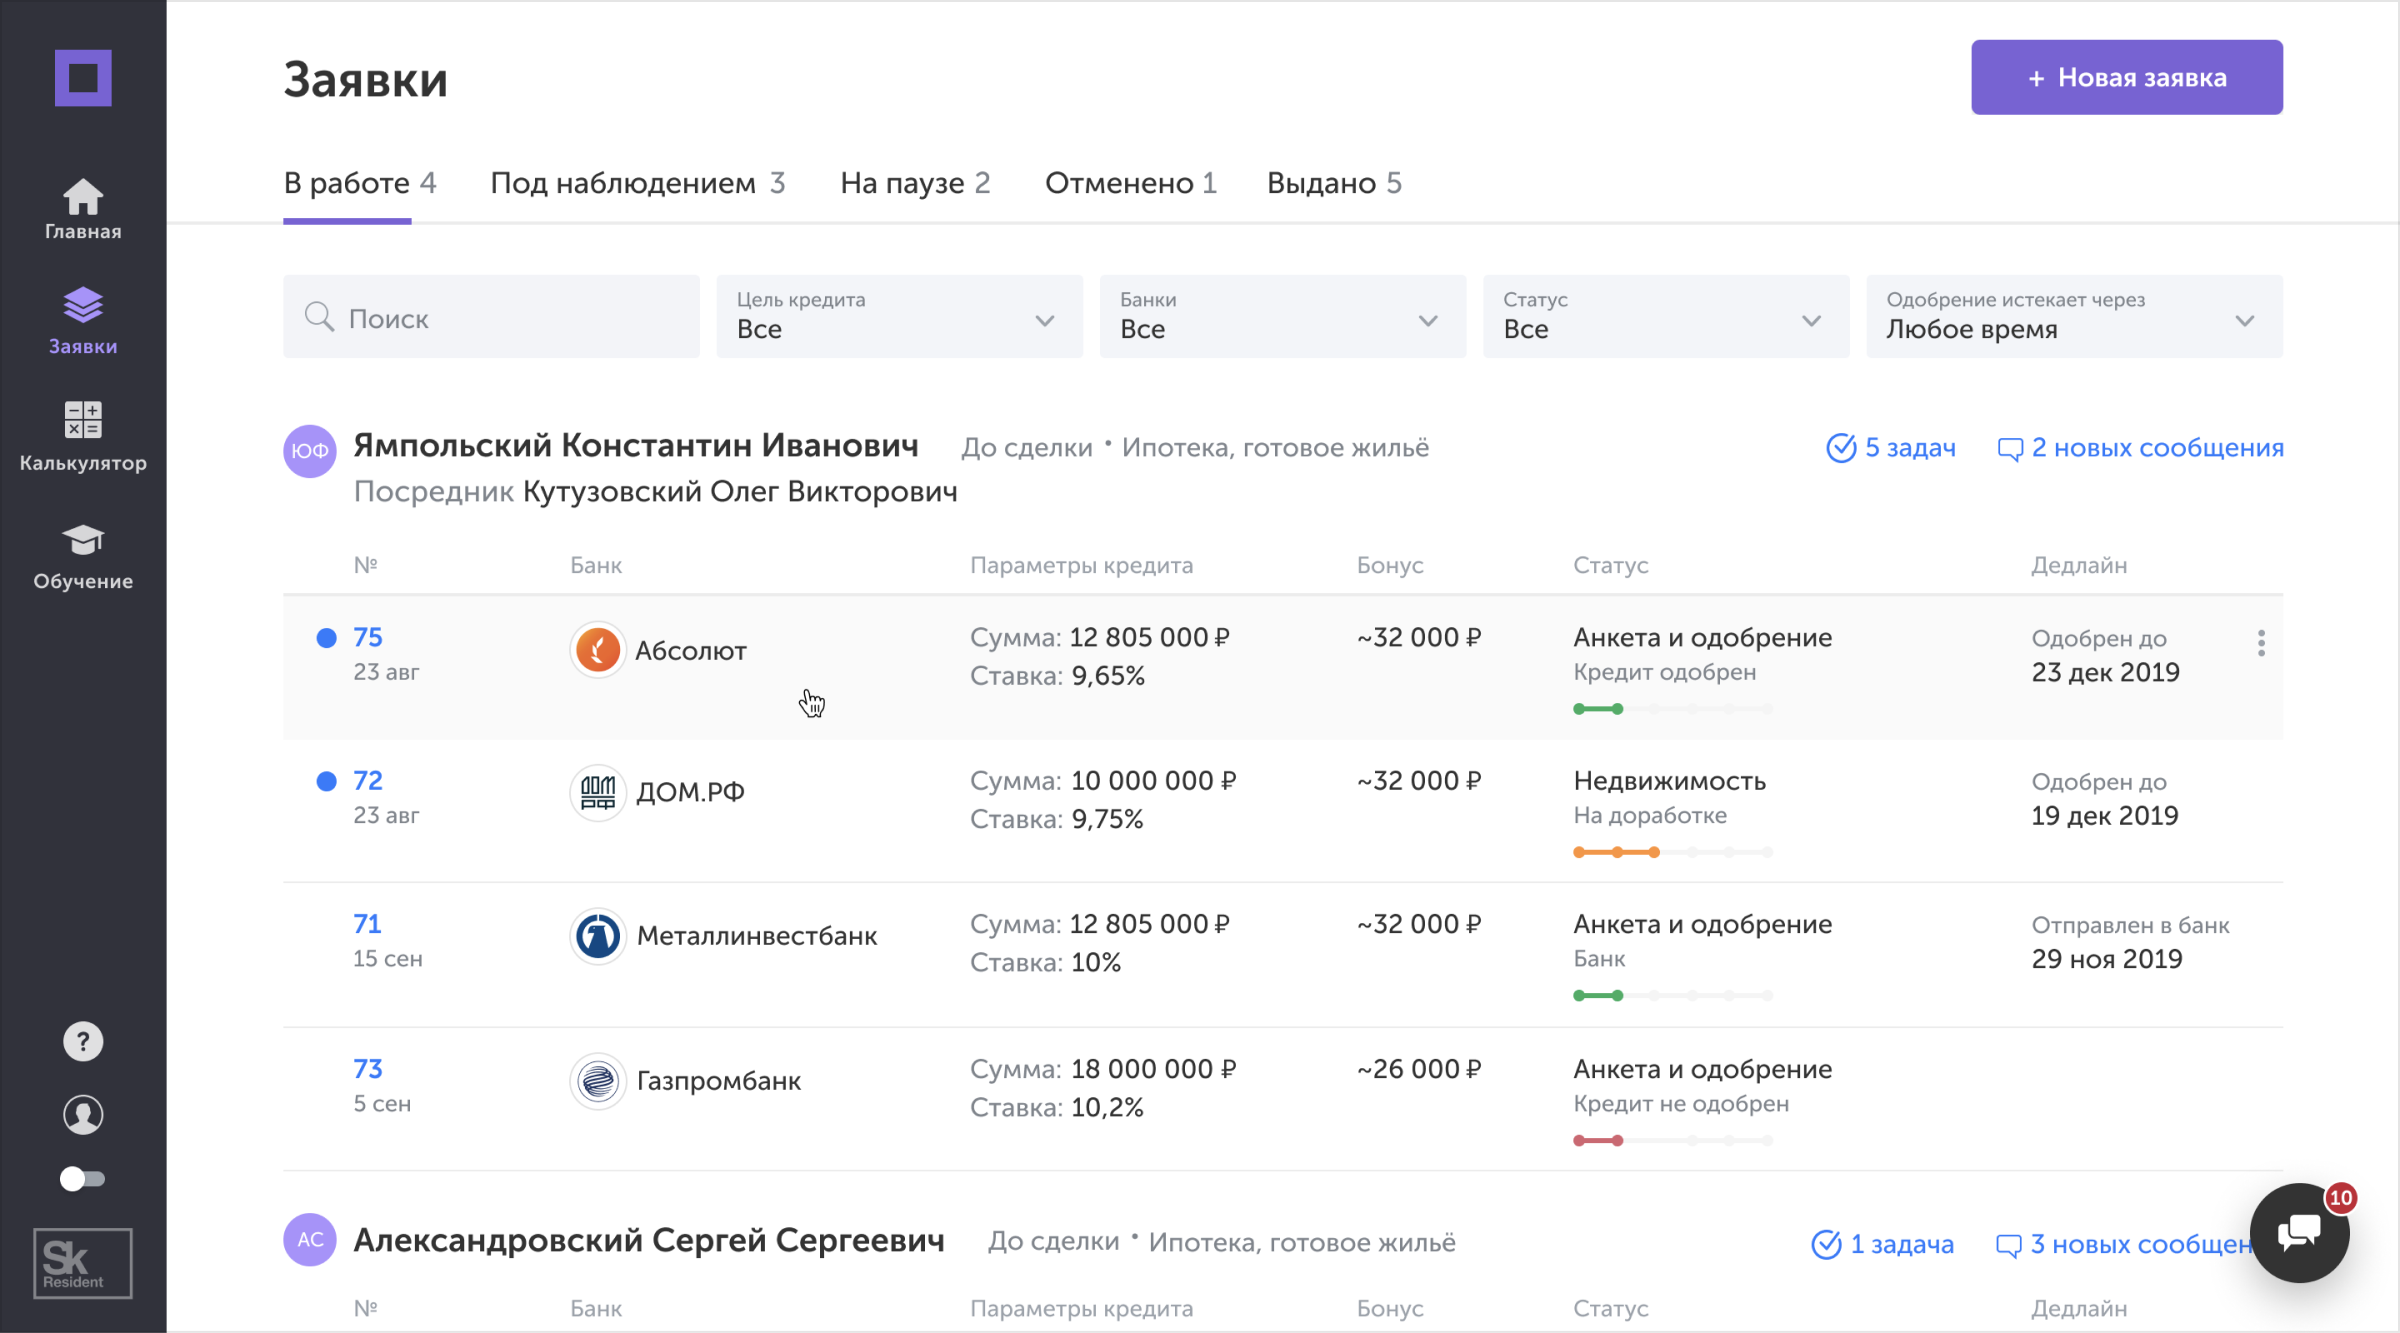 Заявки
+ Новая заявка
В работе 4
Под наблюдением 3
На паузе 2
Отменено 1
Выдано 5
Главная
Заявки
Калькулятор
Обучение
?
Sk
Resident
Поиск
Цель кредита
Все
Банки
Все
Статус
Все
Одобрение истекает через
Любое время
ЮФ
Ямпольский Константин Иванович
До сделки • Ипотека, готовое жильё
5 задач
2 новых сообщения
Посредник Кутузовский Олег Викторович
№ Банк Параметры кредита Бонус Статус Дедлайн
75
23 авг
Абсолют
Сумма: 12 805 000 ₽
Ставка: 9,65%
~32 000 ₽
Анкета и одобрение
Кредит одобрен
Одобрен до
23 дек 2019
72
23 авг
ДОМ РФ
ДОМ.РФ
Сумма: 10 000 000 ₽
Ставка: 9,75%
~32 000 ₽
Недвижимость
На доработке
Одобрен до
19 дек 2019
71
15 сен
Металлинвестбанк
Сумма: 12 805 000 ₽
Ставка: 10%
~32 000 ₽
Анкета и одобрение
Банк
Отправлен в банк
29 ноя 2019
73
5 сен
Газпромбанк
Сумма: 18 000 000 ₽
Ставка: 10,2%
~26 000 ₽
Анкета и одобрение
Кредит не одобрен
АС
Александровский Сергей Сергеевич
До сделки • Ипотека, готовое жильё
1 задача
3 новых сообщен
10
№ Банк Параметры кредита Бонус Статус Дедлайн